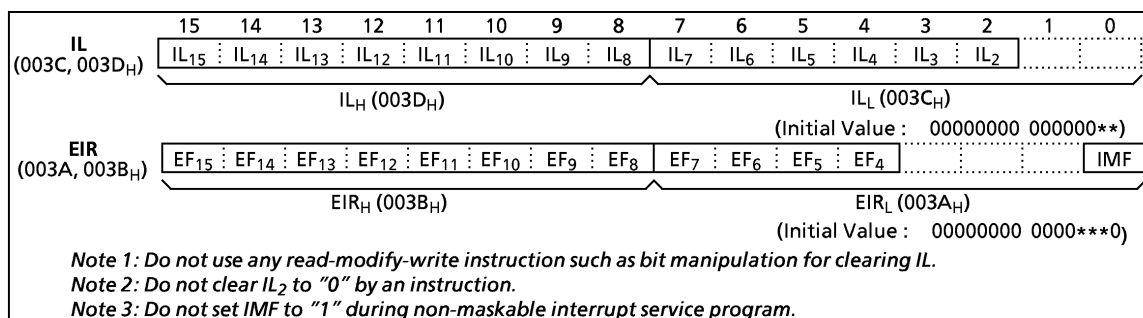 15 14 13 12 11 10 9 8 7 6 5 4 3 2 1 0
IL
(003C, 003DH)
IL15 IL14 IL13 IL12 IL11 IL10 IL9 IL8 IL7 IL6 IL5 IL4 IL3 IL2
ILH (003DH) ILL (003CH)
(Initial Value : 00000000 000000**)
EIR
(003A, 003BH)
EF15 EF14 EF13 EF12 EF11 EF10 EF9 EF8 EF7 EF6 EF5 EF4 IMF
EIRH (003BH) EIRL (003AH)
(Initial Value : 00000000 0000***0)
Note 1: Do not use any read-modify-write instruction such as bit manipulation for clearing IL.
Note 2: Do not clear IL2 to "0" by an instruction.
Note 3: Do not set IMF to "1" during non-maskable interrupt service program.